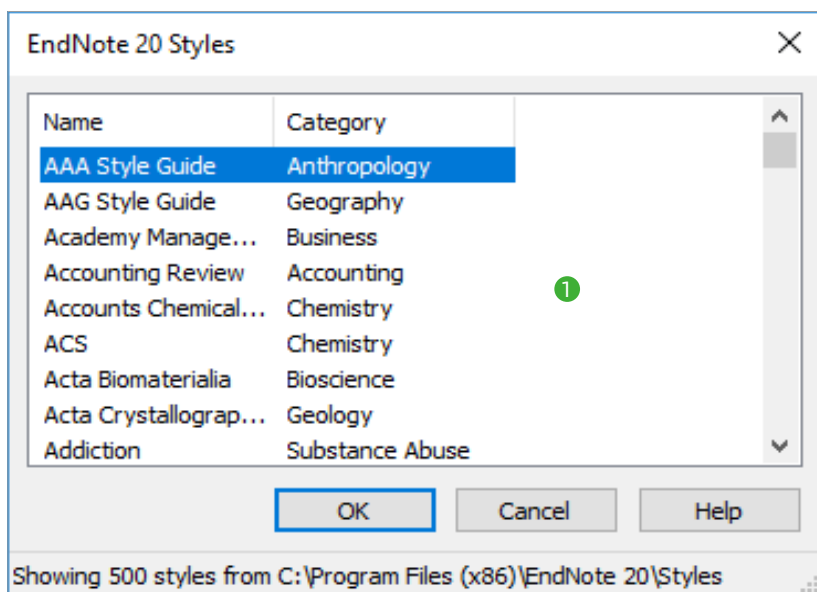 EndNote 20 Styles
Name Category
AAA Style Guide Anthropology
AAG Style Guide Geography
Academy Manage... Business
Accounting Review Accounting
1
Accounts Chemical... Chemistry
ACS Chemistry
Acta Biomaterialia Bioscience
Acta Crystallograp... Geology
Addiction Substance Abuse
OK Cancel Help
Showing 500 styles from C:\Program Files (x86)\EndNote 20\Styles